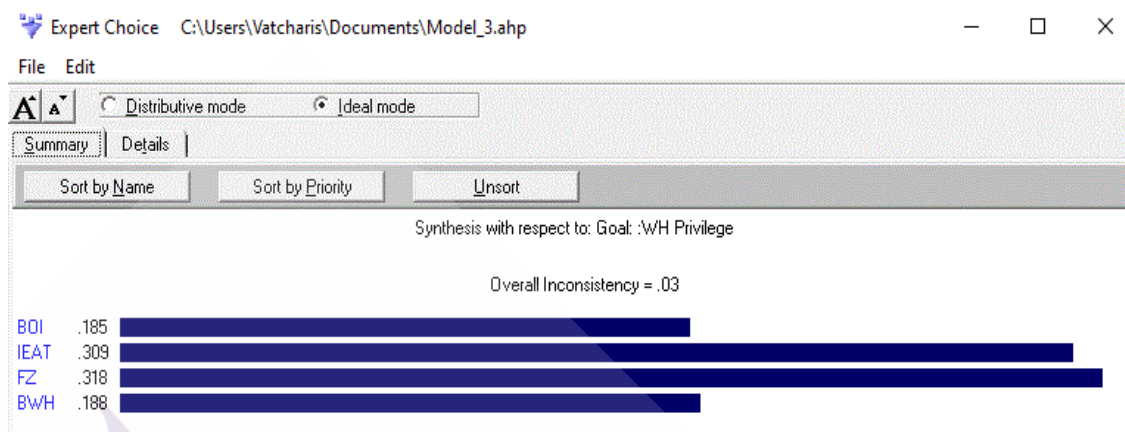 Expert Choice C:\Users\Vatcharis\Documents\Model_3.ahp
File Edit
A A Distributive mode Ideal mode
Summary Details
Sort by Name Sort by Priority Unsort
Synthesis with respect to: Goal: :WH Privilege
Overall Inconsistency = .03
BOI .185
IEAT .309
FZ .318
BWH .188